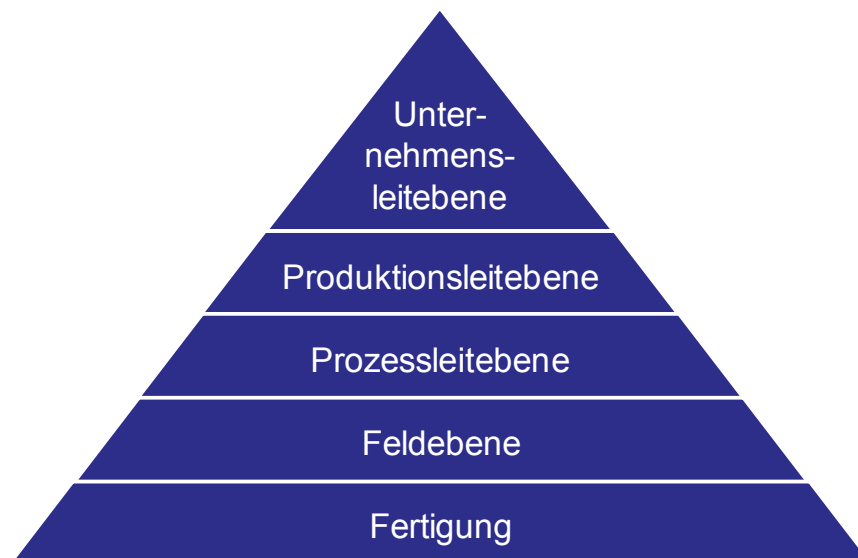 Unter-
nehmens-
leitebene
Produktionsleitebene
Prozessleitebene
Feldebene
Fertigung